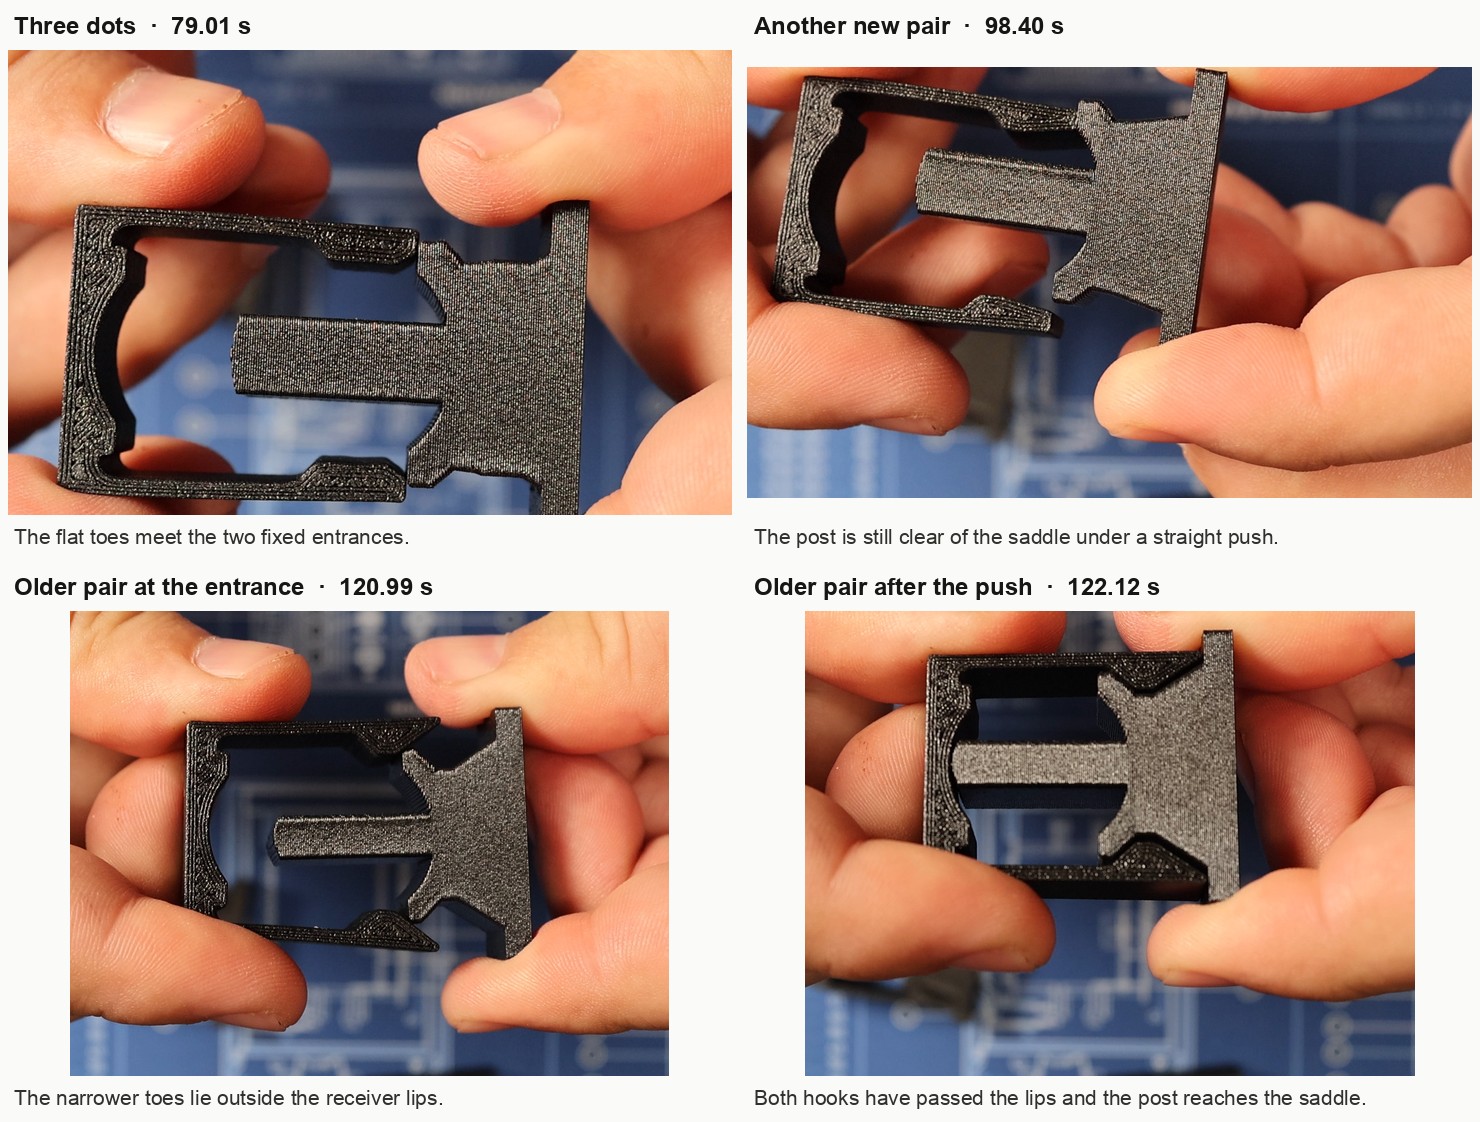 Three dots · 79.01 s
Another new pair · 98.40 s
The flat toes meet the two fixed entrances.
The post is still clear of the saddle under a straight push.
Older pair at the entrance · 120.99 s
Older pair after the push · 122.12 s
The narrower toes lie outside the receiver lips.
Both hooks have passed the lips and the post reaches the saddle.